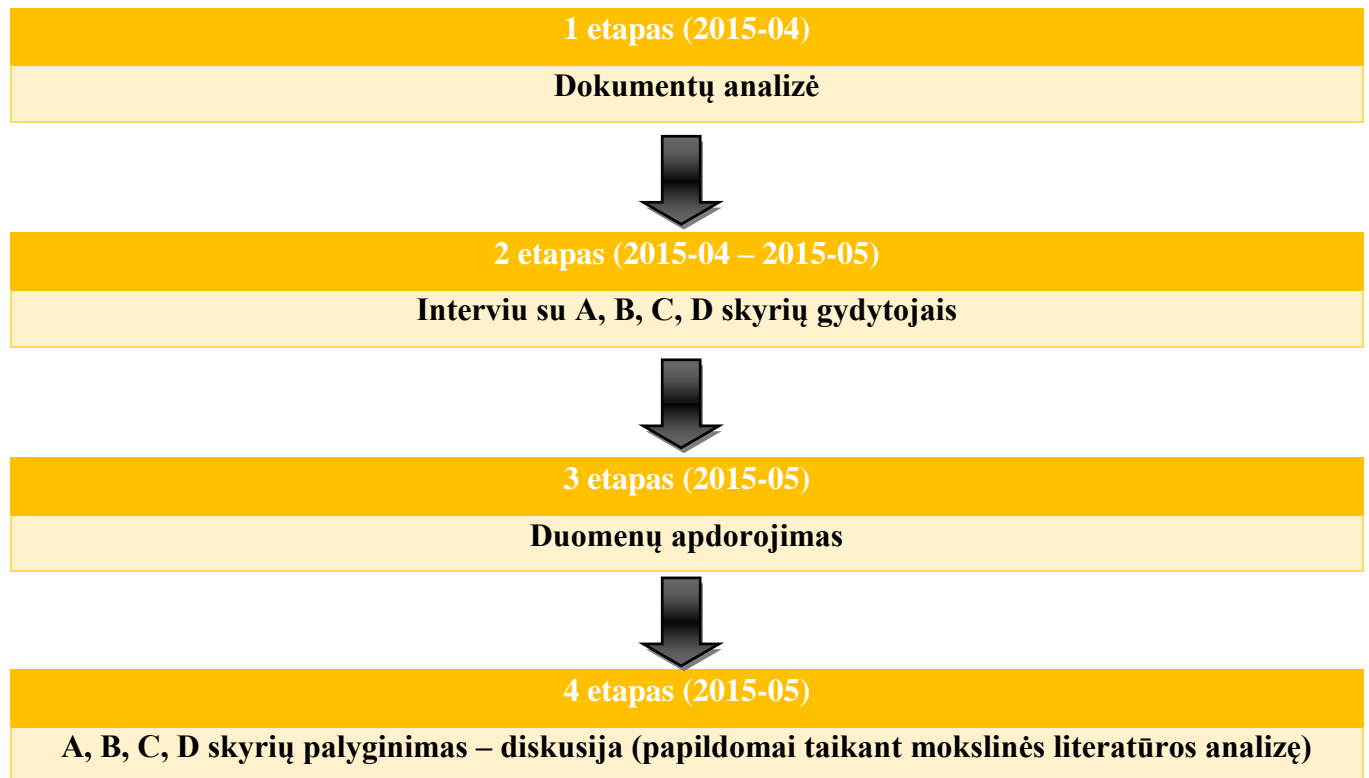 1 etapas (2015-04)
Dokumentų analizė
2 etapas (2015-04 – 2015-05)
Interviu su A, B, C, D skyrių gydytojais
3 etapas (2015-05)
Duomenų apdorojimas
4 etapas (2015-05)
A, B, C, D skyrių palyginimas – diskusija (papildomai taikant mokslinės literatūros analizę)